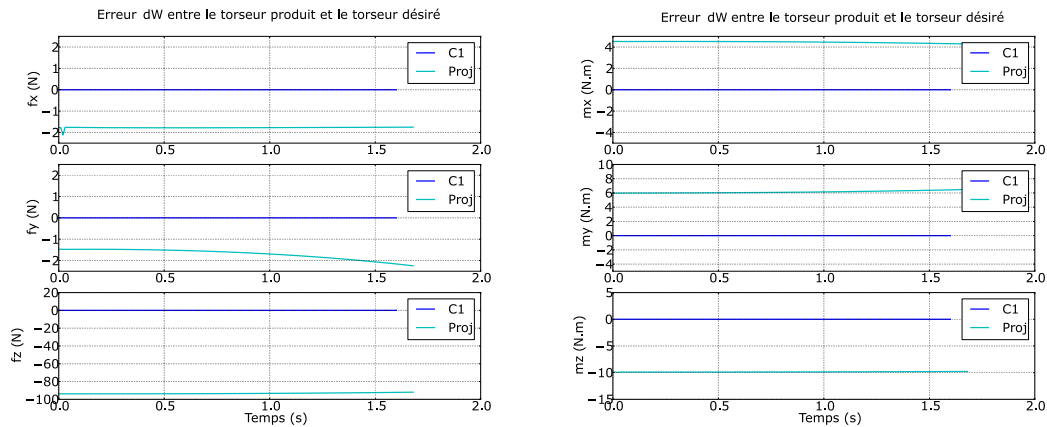 Erreur dW entre le torseur produit et le torseur désiré
2
1
0
−1
−2
fx (N)
C1
Proj
0.0 0.5 1.0 1.5 2.0
2
1
0
−1
−2
fy (N)
C1
Proj
0.0 0.5 1.0 1.5 2.0
20
0
−20
−40
−60
−80
−100
fz (N)
C1
Proj
0.0 0.5 1.0 1.5 2.0
Temps (s)
Erreur dW entre le torseur produit et le torseur désiré
4
2
0
−2
−4
mx (N.m)
C1
Proj
0.0 0.5 1.0 1.5 2.0
10
8
6
4
2
0
−2
−4
my (N.m)
C1
Proj
0.0 0.5 1.0 1.5 2.0
5
0
−5
−10
−15
mz (N.m)
C1
Proj
0.0 0.5 1.0 1.5 2.0
Temps (s)